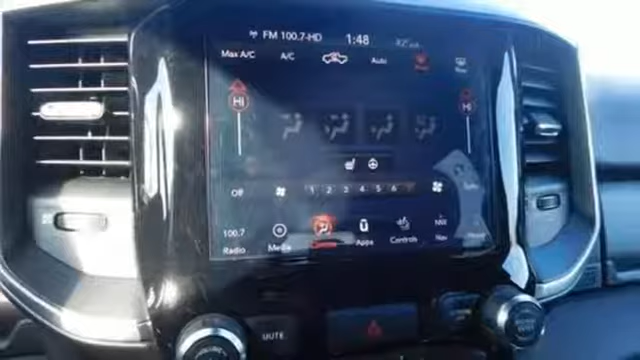 FM 100.7-HD 1:48
Max A/C A/C Auto
HI HI
Off 1 2 3 4 5 6
100.7
Radio Media Apps Controls Nav
MUTE